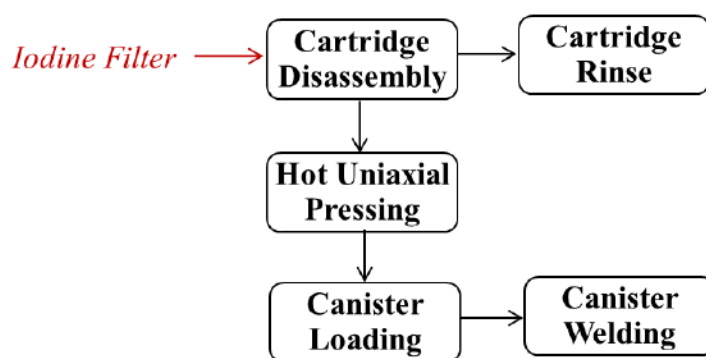 Iodine Filter
Cartridge
Disassembly
Cartridge
Rinse
Hot Uniaxial
Pressing
Canister
Loading
Canister
Welding